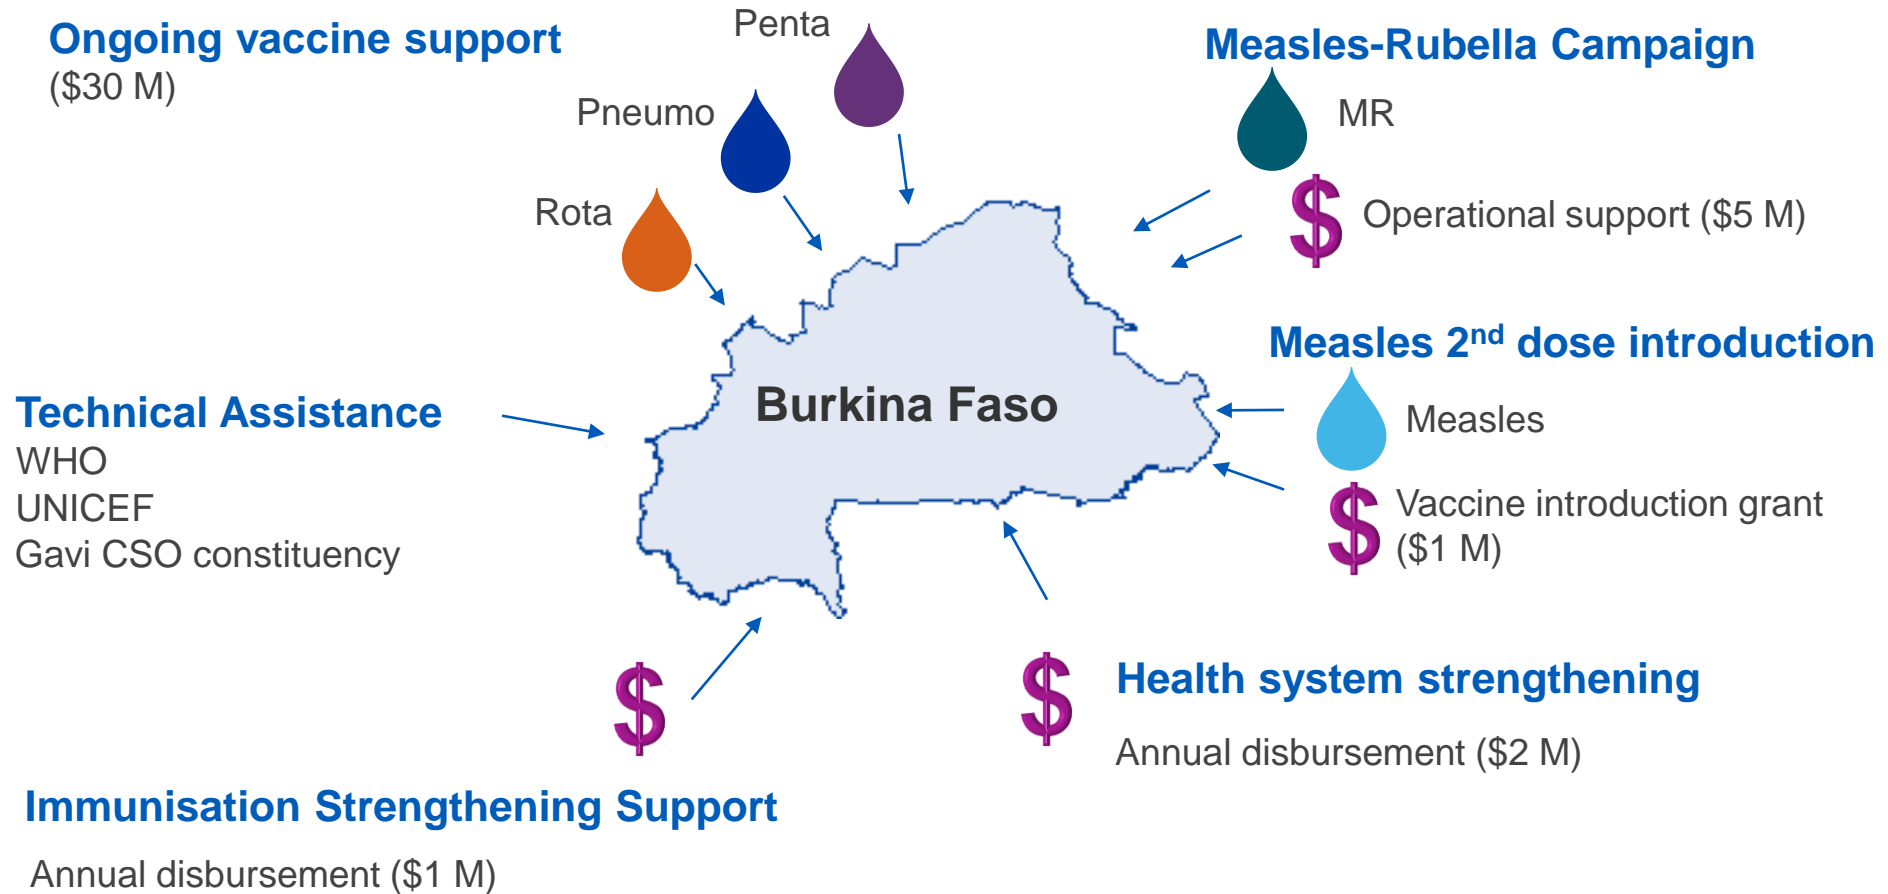 Ongoing vaccine support
($30 M)
Penta
Pneumo
Rota
Measles-Rubella Campaign
MR
$ Operational support ($5 M)
Measles 2nd dose introduction
Measles
$ Vaccine introduction grant
($1 M)
Burkina Faso
Technical Assistance
WHO
UNICEF
Gavi CSO constituency
$
$ Health system strengthening
Annual disbursement ($2 M)
Immunisation Strengthening Support
Annual disbursement ($1 M)